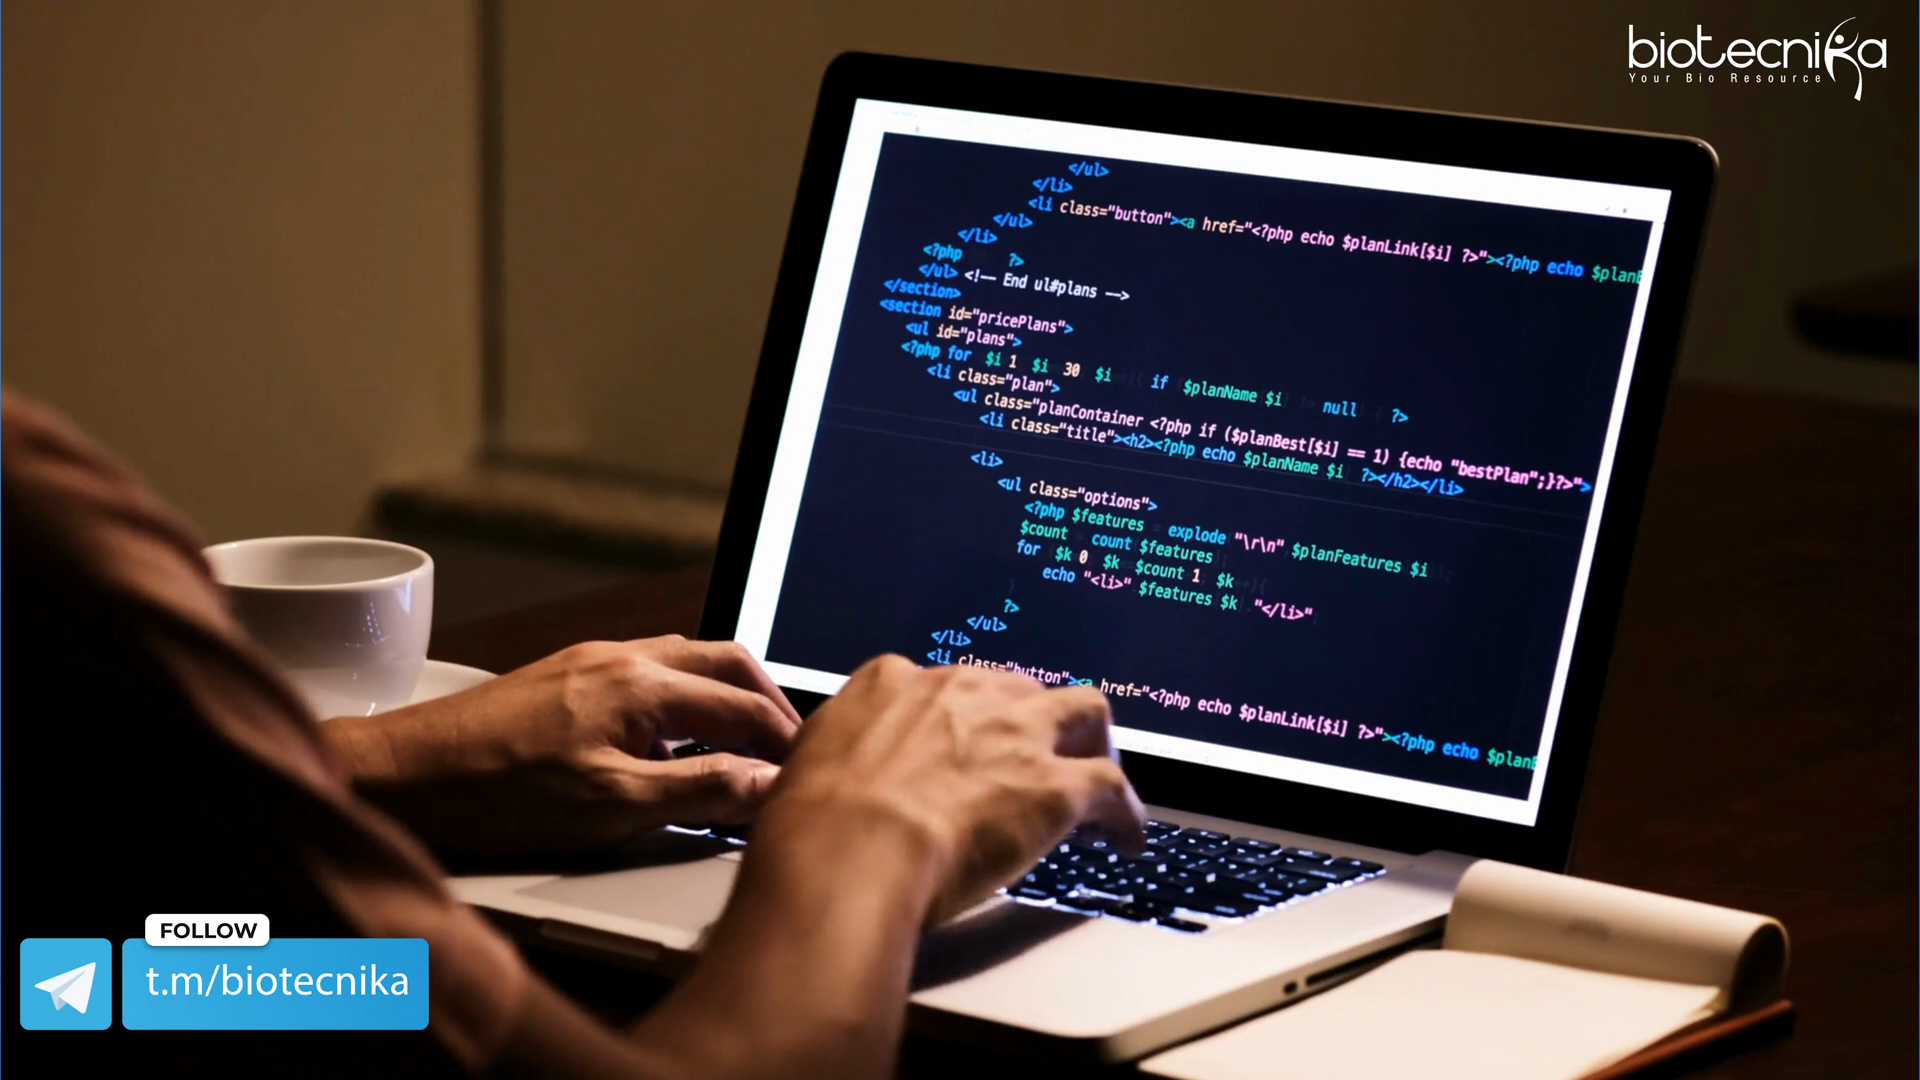 biotecnika
Your Bio Resource
</ul>
</li>
<li class="button"><a href="<?php echo $planLink[$i] ?>"><?php echo $plan
</ul>
</li>
<?php ?>
</ul> <!-- End ul#plans -->
</section>
<section id="pricePlans">
<ul id="plans">
<?php for $i 1 $i 30 $i if $planName $i null ?>
<li class="plan">
<ul class="planContainer <?php if ($planBest[$i] == 1) {echo "bestPlan";}?>">
<li class="title"><h2><?php echo $planName $i ?></h2></li>
<li>
<ul class="options">
<?php $features = explode "\r\n" $planFeatures $i
$count = count $features
for $k 0 $k $count 1 $k
echo "<li>" $features $k "</li>"
?>
</ul>
</li>
<li class="button"><a href="<?php echo $planLink[$i] ?>"><?php echo $plan
FOLLOW
t.m/biotecnika